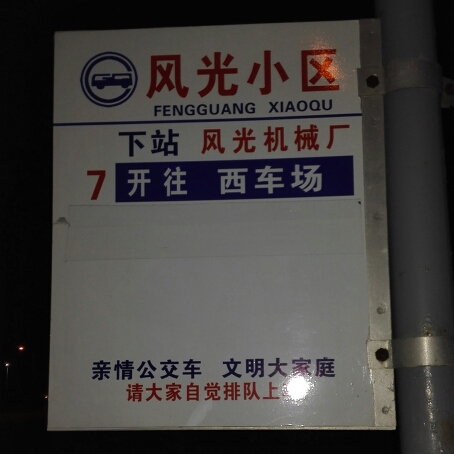 风光小区
FENGGUANG XIAOQU
下站 风光机械厂
7 开往 西车场
亲情公交车 文明大家庭
请大家自觉排队上